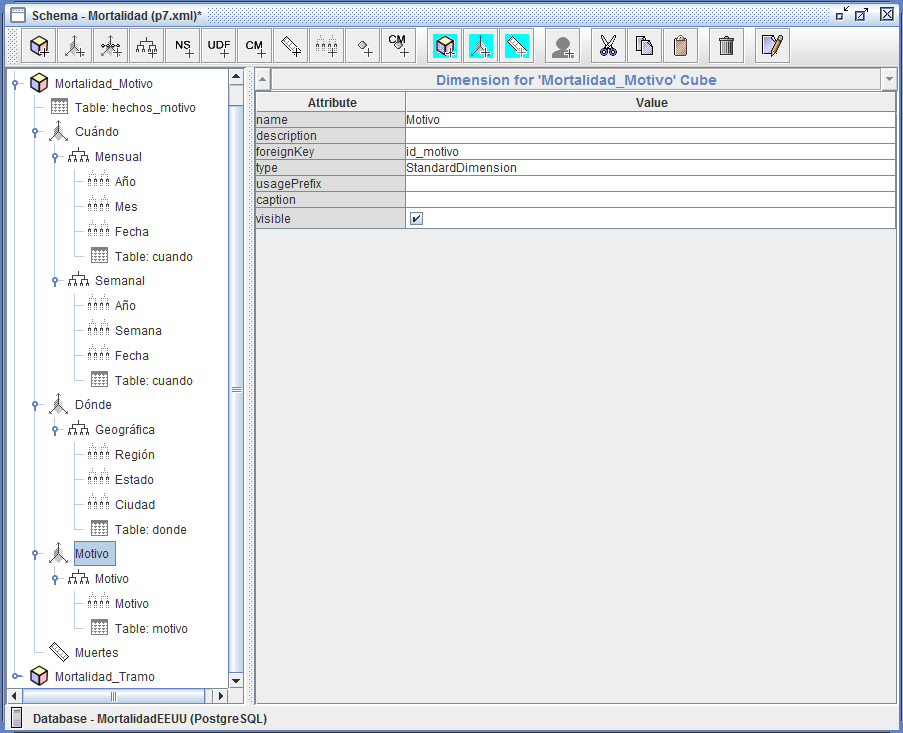 Schema - Mortalidad (p7.xml)*
NS UDF CM CM
Mortalidad_Motivo
Table: hechos_motivo
Cuándo
Mensual
Año
Mes
Fecha
Table: cuando
Semanal
Año
Semana
Fecha
Table: cuando
Dónde
Geográfica
Región
Estado
Ciudad
Table: donde
Motivo
Motivo
Motivo
Table: motivo
Muertes
Mortalidad_Tramo
Dimension for 'Mortalidad_Motivo' Cube
Attribute Value
name Motivo
description
foreignKey id_motivo
type StandardDimension
usagePrefix
caption
visible
Database - MortalidadEEUU (PostgreSQL)